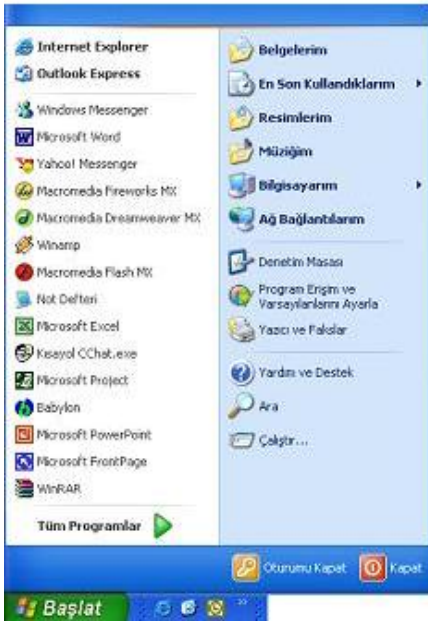 Internet Explorer
Outlook Express
Windows Messenger
Microsoft Word
Yahoo! Messenger
Macromedia Fireworks MX
Macromedia Dreamweaver MX
Winamp
Macromedia Flash MX
Not Defteri
Microsoft Excel
Kısayol CChat.exe
Microsoft Project
Babylon
Microsoft PowerPoint
Microsoft FrontPage
WinRAR
Tüm Programlar
Belgelerim
En Son Kullandıklarım
Resimlerim
Müziğim
Bilgisayarım
Ağ Bağlantılarım
Denetim Masası
Program Erişim ve
Varsayılanlarını Ayarla
Yazıcı ve Fakslar
Yardım ve Destek
Ara
Çalıştır...
Oturumu Kapat
Kapat
Başlat